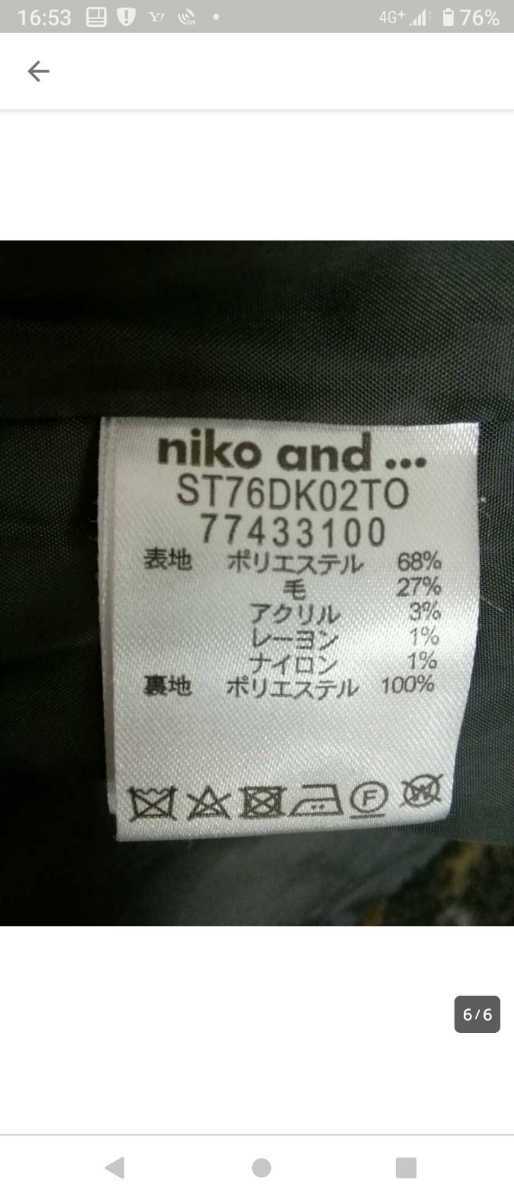 16:53
4G+
76%
niko and ...
ST76DK02TO
77433100
表地 ポリエステル 68%
毛 27%
アクリル 3%
レーヨン 1%
ナイロン 1%
裏地 ポリエステル 100%
F
W
6/6